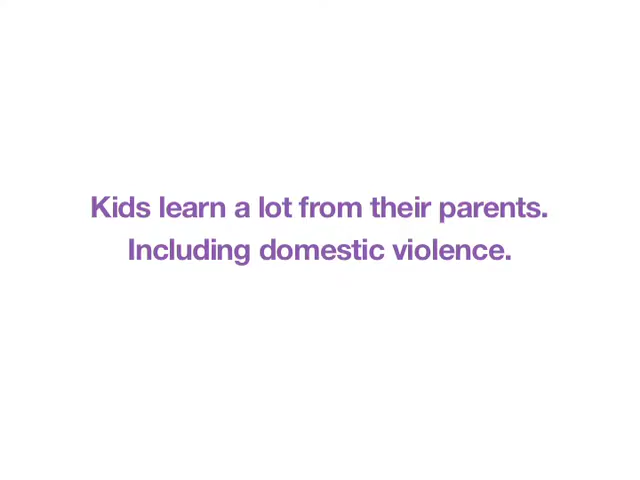 Kids learn a lot from their parents.
Including domestic violence.